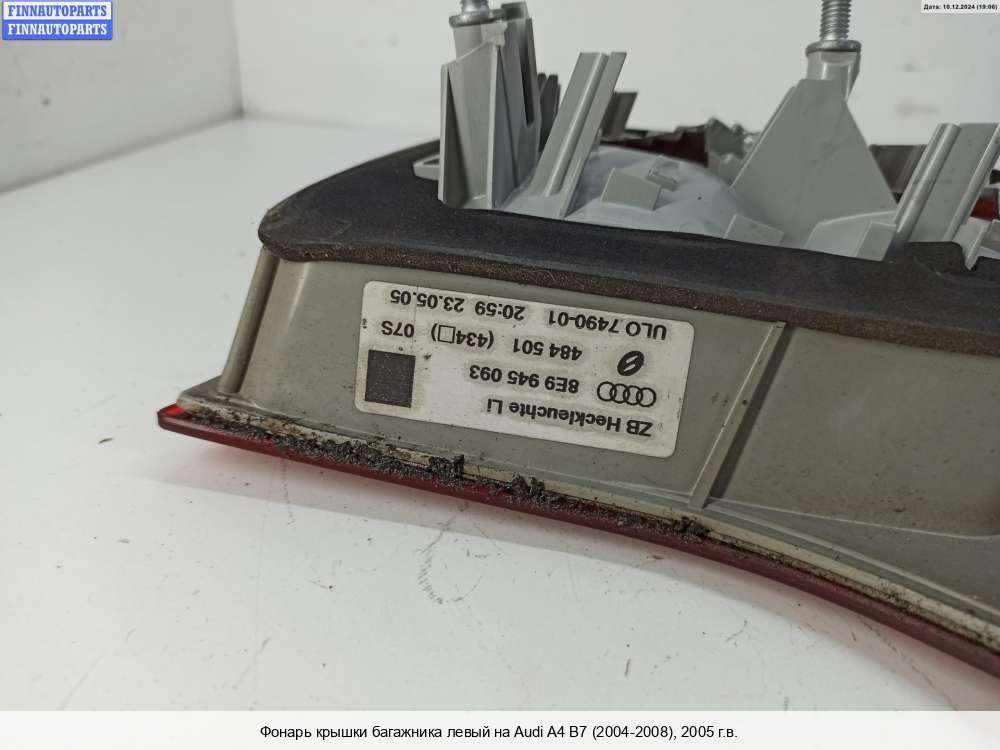 FINNAUTOPARTS
FINNAUTOPARTS
Дата: 10.12.2024 (19:06)
ZB Heckleuchte Li
8E9 945 093
484 501 (434□) 07S
ULO 7490-01 20:59 23.05.05
Фонарь крышки багажника левый на Audi A4 B7 (2004-2008), 2005 г.в.